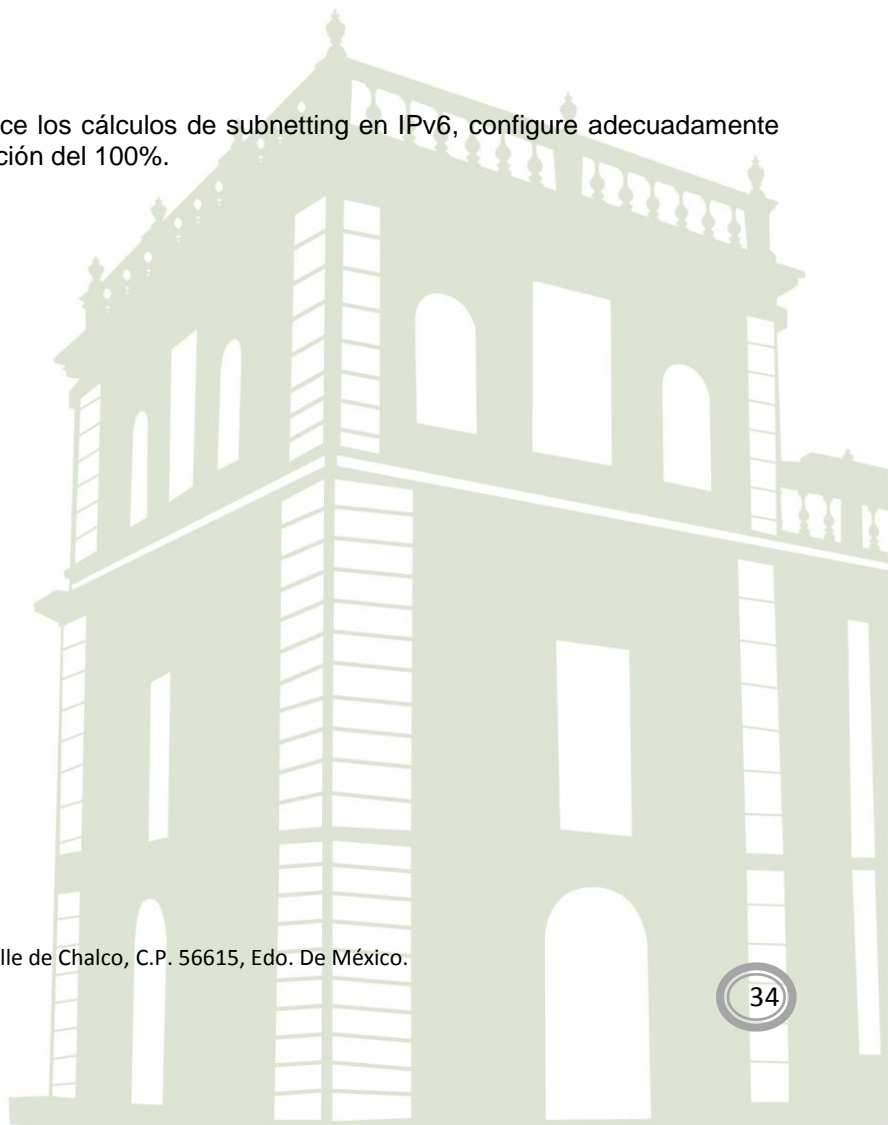 ce los cálculos de subnetting en IPv6, configure adecuadamente
ción del 100%.
lle de Chalco, C.P. 56615, Edo. De México.
34